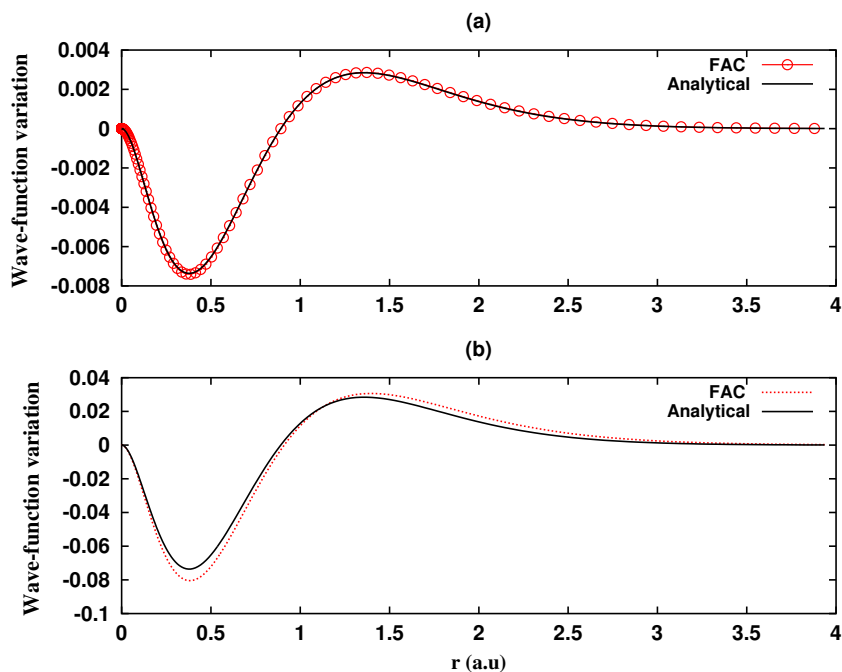 (a)
Wave-function variation
0.004
0.002
0
-0.002
-0.004
-0.006
-0.008
FAC
Analytical
0 0.5 1 1.5 2 2.5 3 3.5 4
(b)
Wave-function variation
0.04
0.02
0
-0.02
-0.04
-0.06
-0.08
-0.1
FAC
Analytical
0 0.5 1 1.5 2 2.5 3 3.5 4
r (a.u)